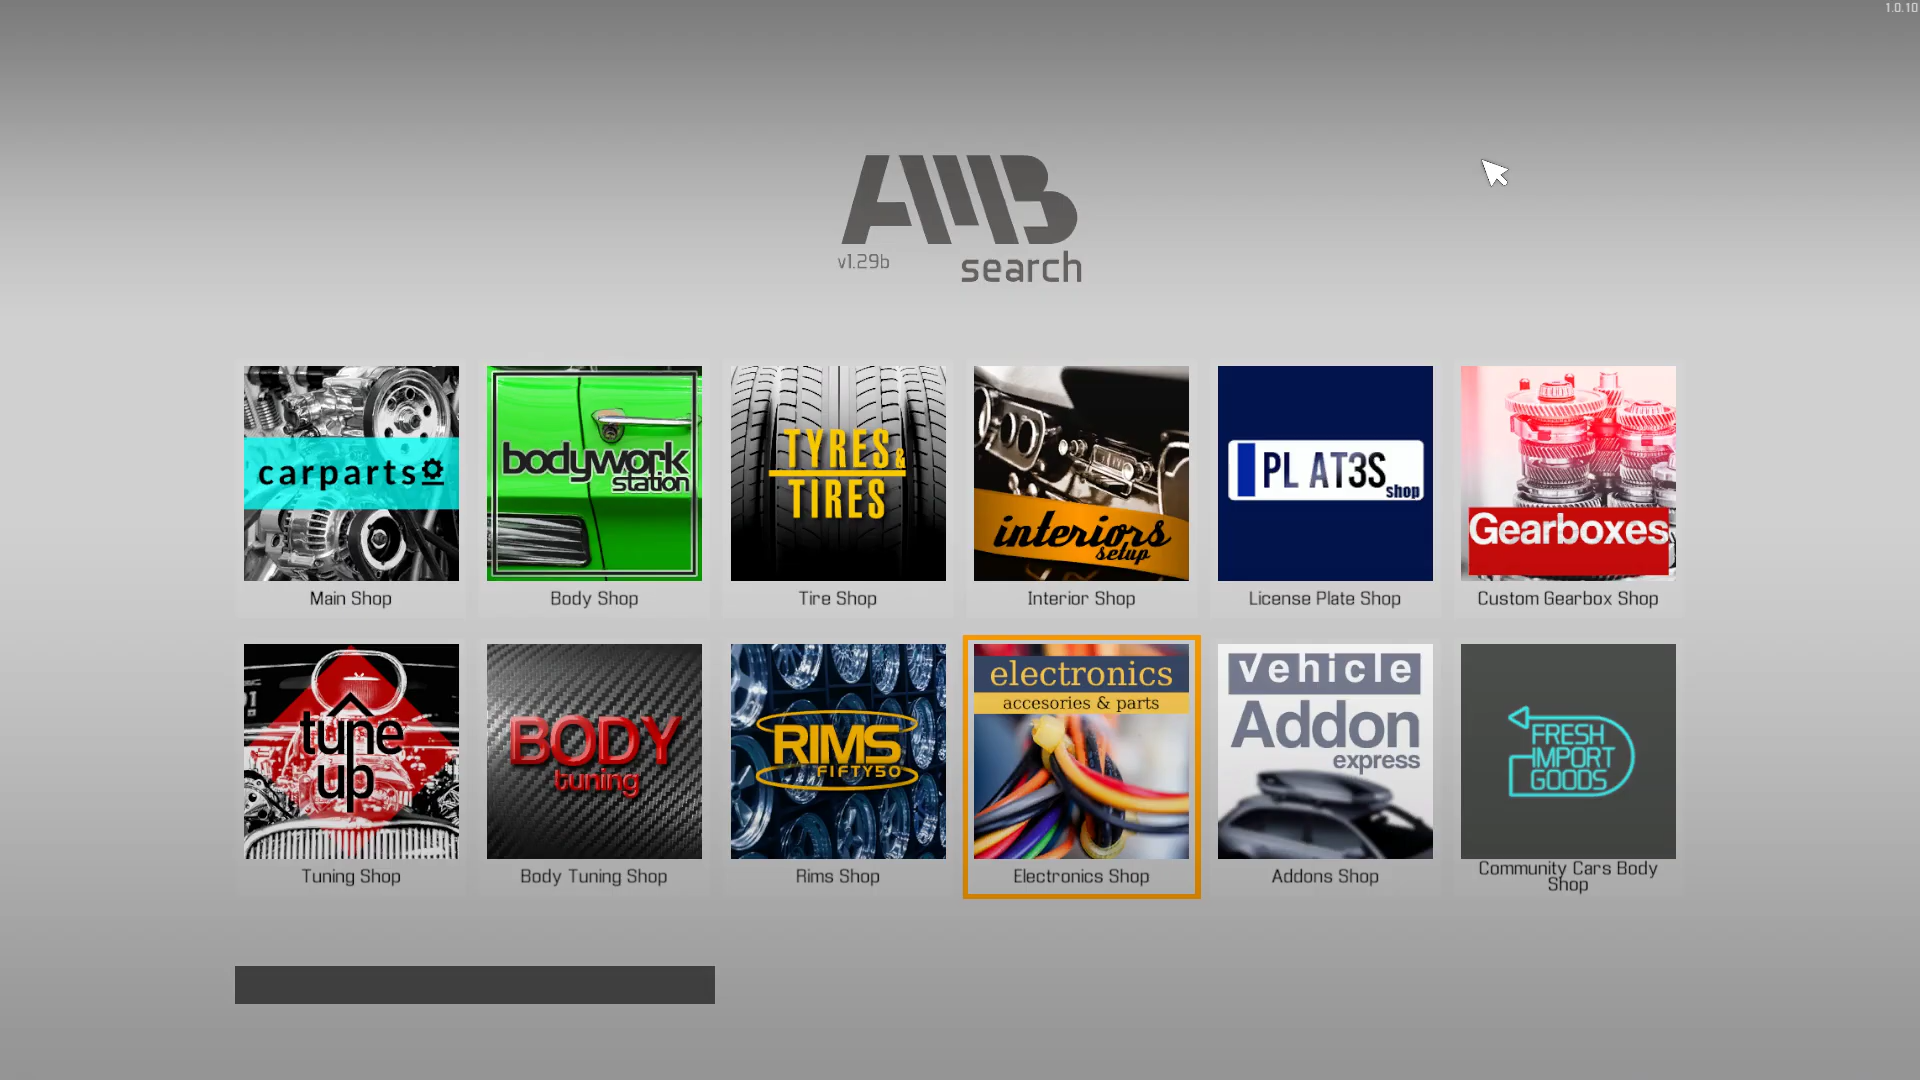 1.0.10
AMB
v1.29b
search
carparts
Main Shop
bodywork
station
Body Shop
TYRES &
TIRES
Tire Shop
interiors
setup
Interior Shop
PL AT3S
shop
License Plate Shop
Gearboxes
Custom Gearbox Shop
tune
up
Tuning Shop
BODY
tuning
Body Tuning Shop
RIMS
FIFTY50
Rims Shop
electronics
accesories & parts
Electronics Shop
vehicle
Addon
express
Addons Shop
FRESH
IMPORT
GOODS
Community Cars Body
Shop